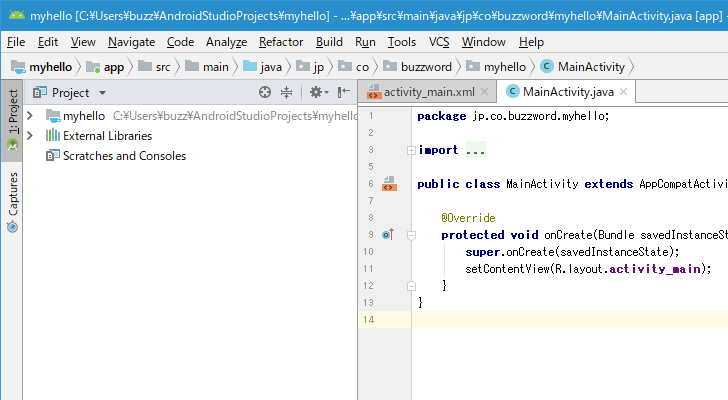 myhello [C:¥Users¥buzz¥AndroidStudioProjects¥myhello] - ...¥app¥src¥main¥java¥jp¥co¥buzzword¥myhello¥MainActivity.java [app]
File Edit View Navigate Code Analyze Refactor Build Run Tools VCS Window Help
myhello app src main java jp co buzzword myhello MainActivity
1: Project
Captures
Project
myhello C:¥Users¥buzz¥AndroidStudioProjects¥myhello
External Libraries
Scratches and Consoles
activity_main.xml MainActivity.java
1 package jp.co.buzzword.myhello;
2
3 import ...
5
6 public class MainActivity extends AppCompatActivi
7
8 @Override
9 protected void onCreate(Bundle savedInstanceSt
10 super.onCreate(savedInstanceState);
11 setContentView(R.layout.activity_main);
12 }
13 }
14